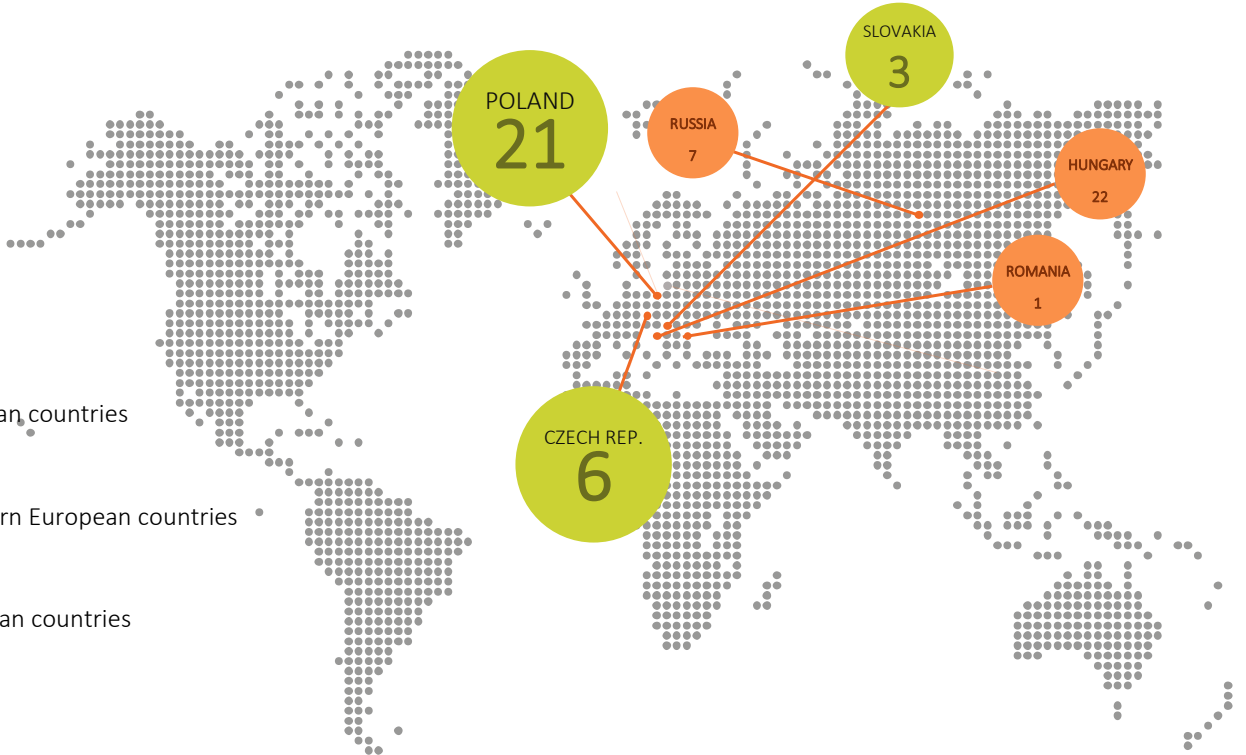 SLOVAKIA
3
POLAND
21
RUSSIA
7
HUNGARY
22
ROMANIA
1
an countries
CZECH REP.
6
rn European countries
an countries